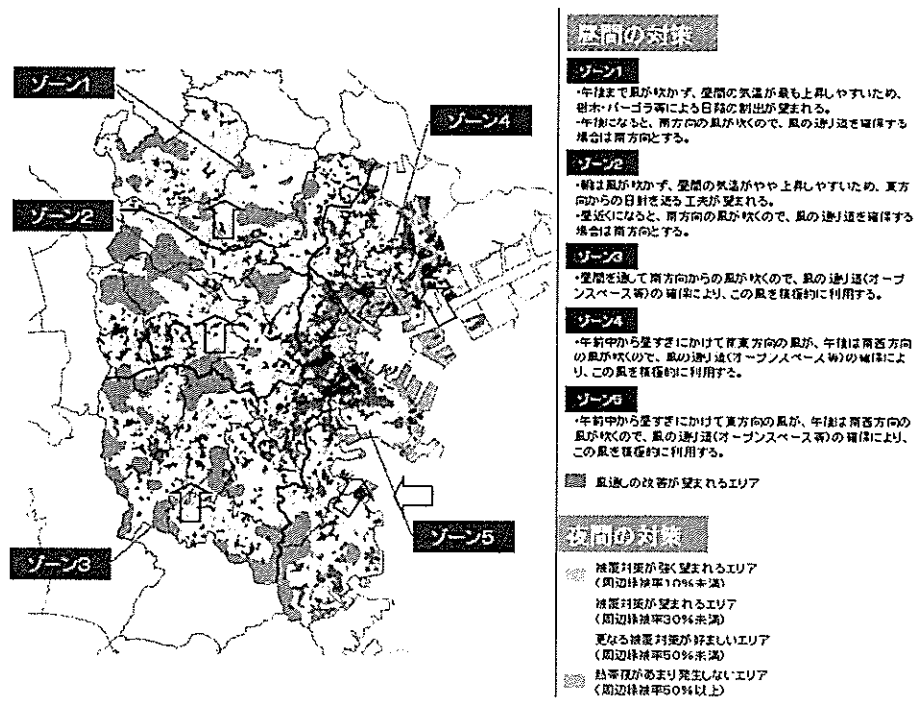 ゾーン1
ゾーン4
ゾーン2
ゾーン3
ゾーン5
昼間の対策
ゾーン1
・午後まで風が吹かず、昼間の気温が最も上昇しやすいため、
樹木・パーゴラ等による日陰の創出が望まれる。
・午後になると、南方向の風が吹くので、風の通り道を確保する
場合は南方向とする。
ゾーン2
・朝は風が吹かず、昼間の気温がやや上昇しやすいため、東方
向からの日射を遮る工夫が望まれる。
・昼近くになると、南方向の風が吹くので、風の通り道を確保する
場合は南方向とする。
ゾーン3
・昼間を通して南方向からの風が吹くので、風の通り道(オープ
ンスペース等)の確保により、この風を積極的に利用する。
ゾーン4
・午前中から昼すぎにかけて南東方向の風が、午後は南西方向
の風が吹くので、風の通り道(オープンスペース等)の確保によ
り、この風を積極的に利用する。
ゾーン5
・午前中から昼すぎにかけて東方向の風が、午後は南西方向の
風が吹くので、風の通り道(オープンスペース等)の確保により、
この風を積極的に利用する。
風通しの改善が望まれるエリア
夜間の対策
被覆対策が強く望まれるエリア
(周辺緑被率10%未満)
被覆対策が望まれるエリア
(周辺緑被率30%未満)
更なる被覆対策が好ましいエリア
(周辺緑被率50%未満)
熱帯夜があまり発生しないエリア
(周辺緑被率50%以上)